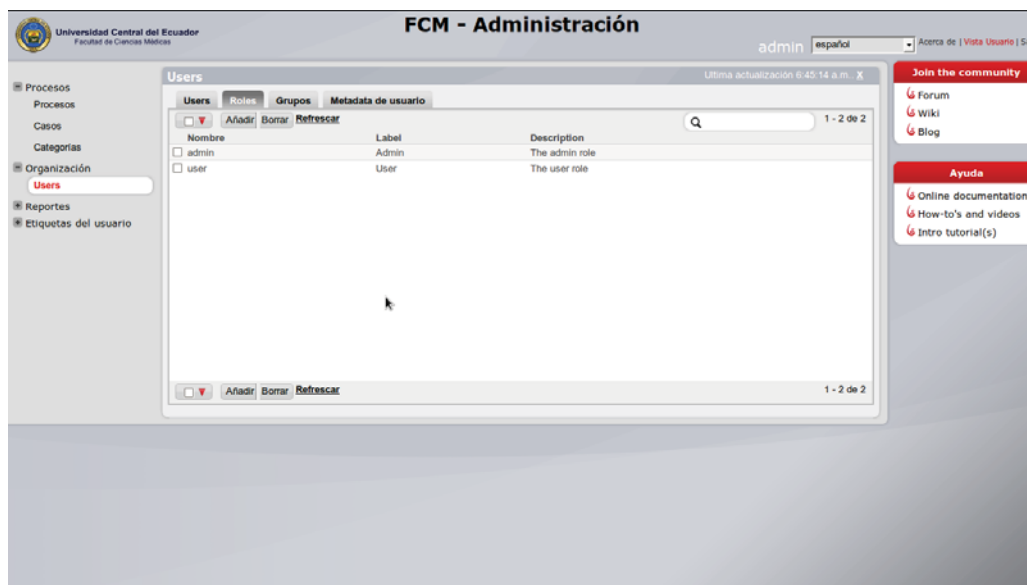 FCM - Administración
Universidad Central del Ecuador
Facultad de Ciencias Médicas
admin español Acerca de | Vista Usuario | S
Procesos
Procesos
Casos
Categorías
Organización
Users
Reportes
Etiquetas del usuario
Users Ultima actualización 6:45:14 a.m. X
Users Roles Grupos Metadata de usuario
Añadir Borrar Refrescar 1 - 2 de 2
Nombre Label Description
admin Admin The admin role
user User The user role
Añadir Borrar Refrescar 1 - 2 de 2
Join the community
Forum
Wiki
Blog
Ayuda
Online documentation
How-to's and videos
Intro tutorial(s)